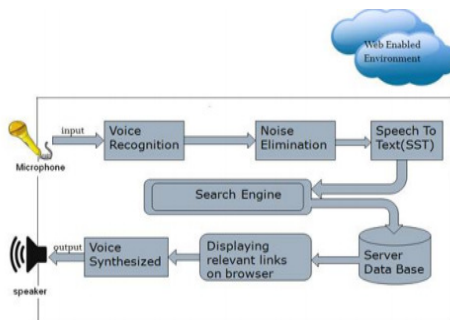 Web Enabled
Environment
input
Voice
Recognition
Noise
Elimination
Speech To
Text(SST)
Microphone
Search Engine
output
Voice
Synthesized
Displaying
relevant links
on browser
Server
Data Base
speaker